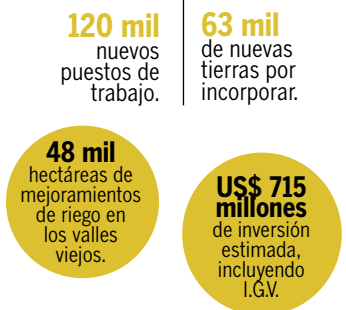 120 mil
nuevos
puestos de
trabajo.
63 mil
de nuevas
tierras por
incorporar.
48 mil
hectáreas de
mejoramientos
de riego en
los valles
viejos.
US$ 715
millones
de inversión
estimada,
incluyendo
I.G.V.